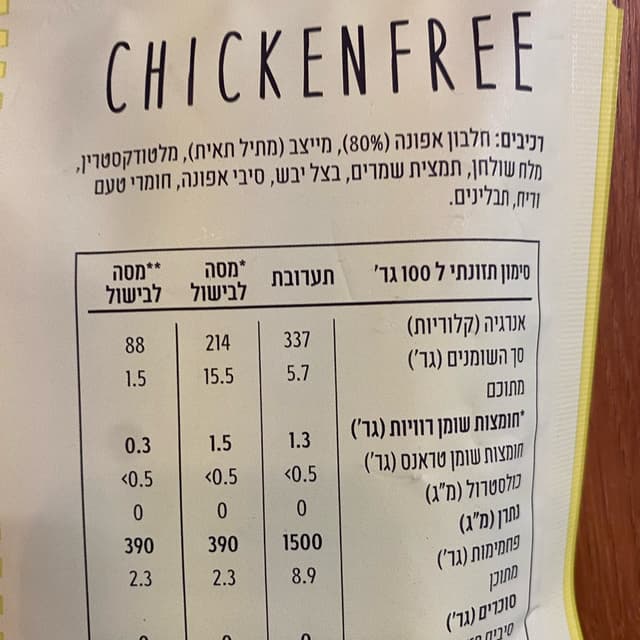 CHICKENFREE
רכיבים: חלבון אפונה (80%), מייצב (מתיל תאית), מלטודקסטרין,
מלח שולחן, תמצית שמרים, בצל יבש, סיבי אפונה, חומרי טעם
וריח, תבלינים.
סימון תזונתי ל 100 גר' תערובת *מסה לבישול **מסה לבישול
אנרגיה (קלוריות) 337 214 88
סך השומנים (גר') 5.7 15.5 1.5
מתוכם
*חומצות שומן רוויות (גר') 1.3 1.5 0.3
חומצות שומן טראנס (גר') <0.5 <0.5 <0.5
כולסטרול (מ"ג) 0 0 0
נתרן (מ"ג) 1500 390 390
פחמימות (גר') 8.9 2.3 2.3
מתוכן
סוכרים (גר')